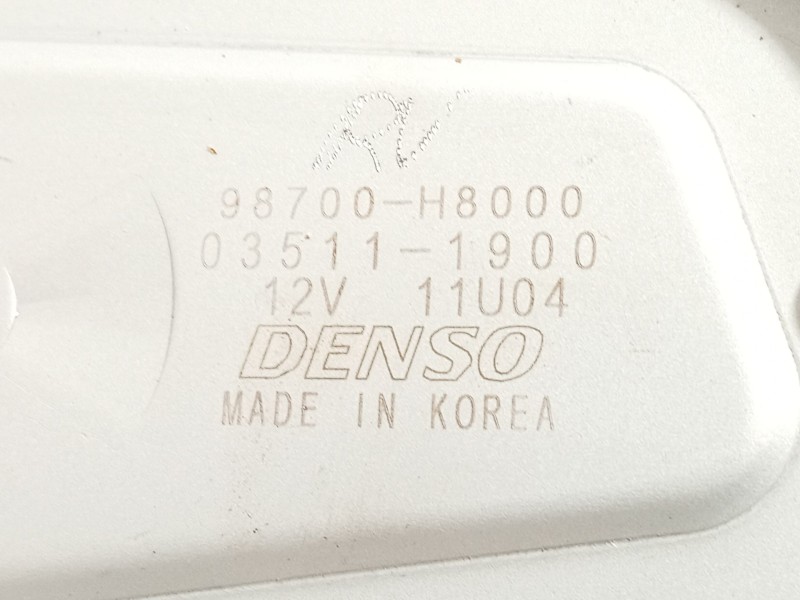 98700-H8000
03511-1900
12V 11U04
DENSO
MADE IN KOREA